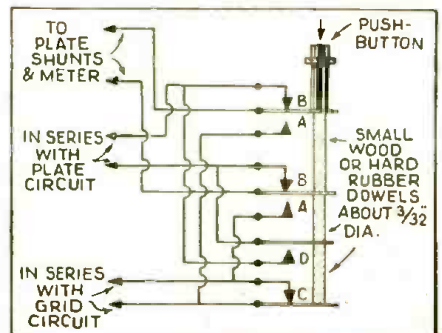 TO
PLATE
SHUNTS
& METER
IN SERIES
WITH
PLATE
CIRCUIT
IN SERIES
WITH
GRID
CIRCUIT
PUSH-
BUTTON
B
A
B
A
D
C
SMALL
WOOD
OR HARD
RUBBER
DOWELS
ABOUT 3/32"
DIA.